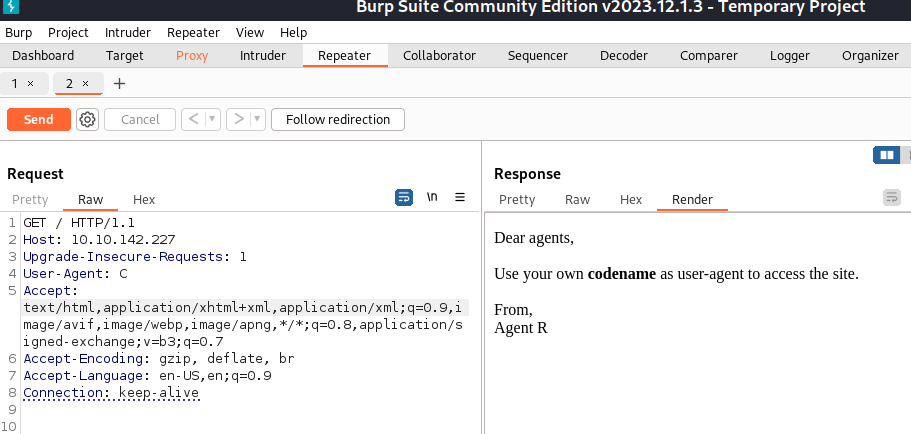 Burp Suite Community Edition v2023.12.1.3 - Temporary Project
Burp Project Intruder Repeater View Help
Dashboard Target Proxy Intruder Repeater Collaborator Sequencer Decoder Comparer Logger Organizer
1 × 2 × +
Send Cancel < > Follow redirection
Request
Pretty Raw Hex \n
1 GET / HTTP/1.1
2 Host: 10.10.142.227
3 Upgrade-Insecure-Requests: 1
4 User-Agent: C
5 Accept:
text/html,application/xhtml+xml,application/xml;q=0.9,i
mage/avif,image/webp,image/apng,*/*;q=0.8,application/s
igned-exchange;v=b3;q=0.7
6 Accept-Encoding: gzip, deflate, br
7 Accept-Language: en-US,en;q=0.9
8 Connection: keep-alive
9
10
Response
Pretty Raw Hex Render
Dear agents,
Use your own codename as user-agent to access the site.
From,
Agent R